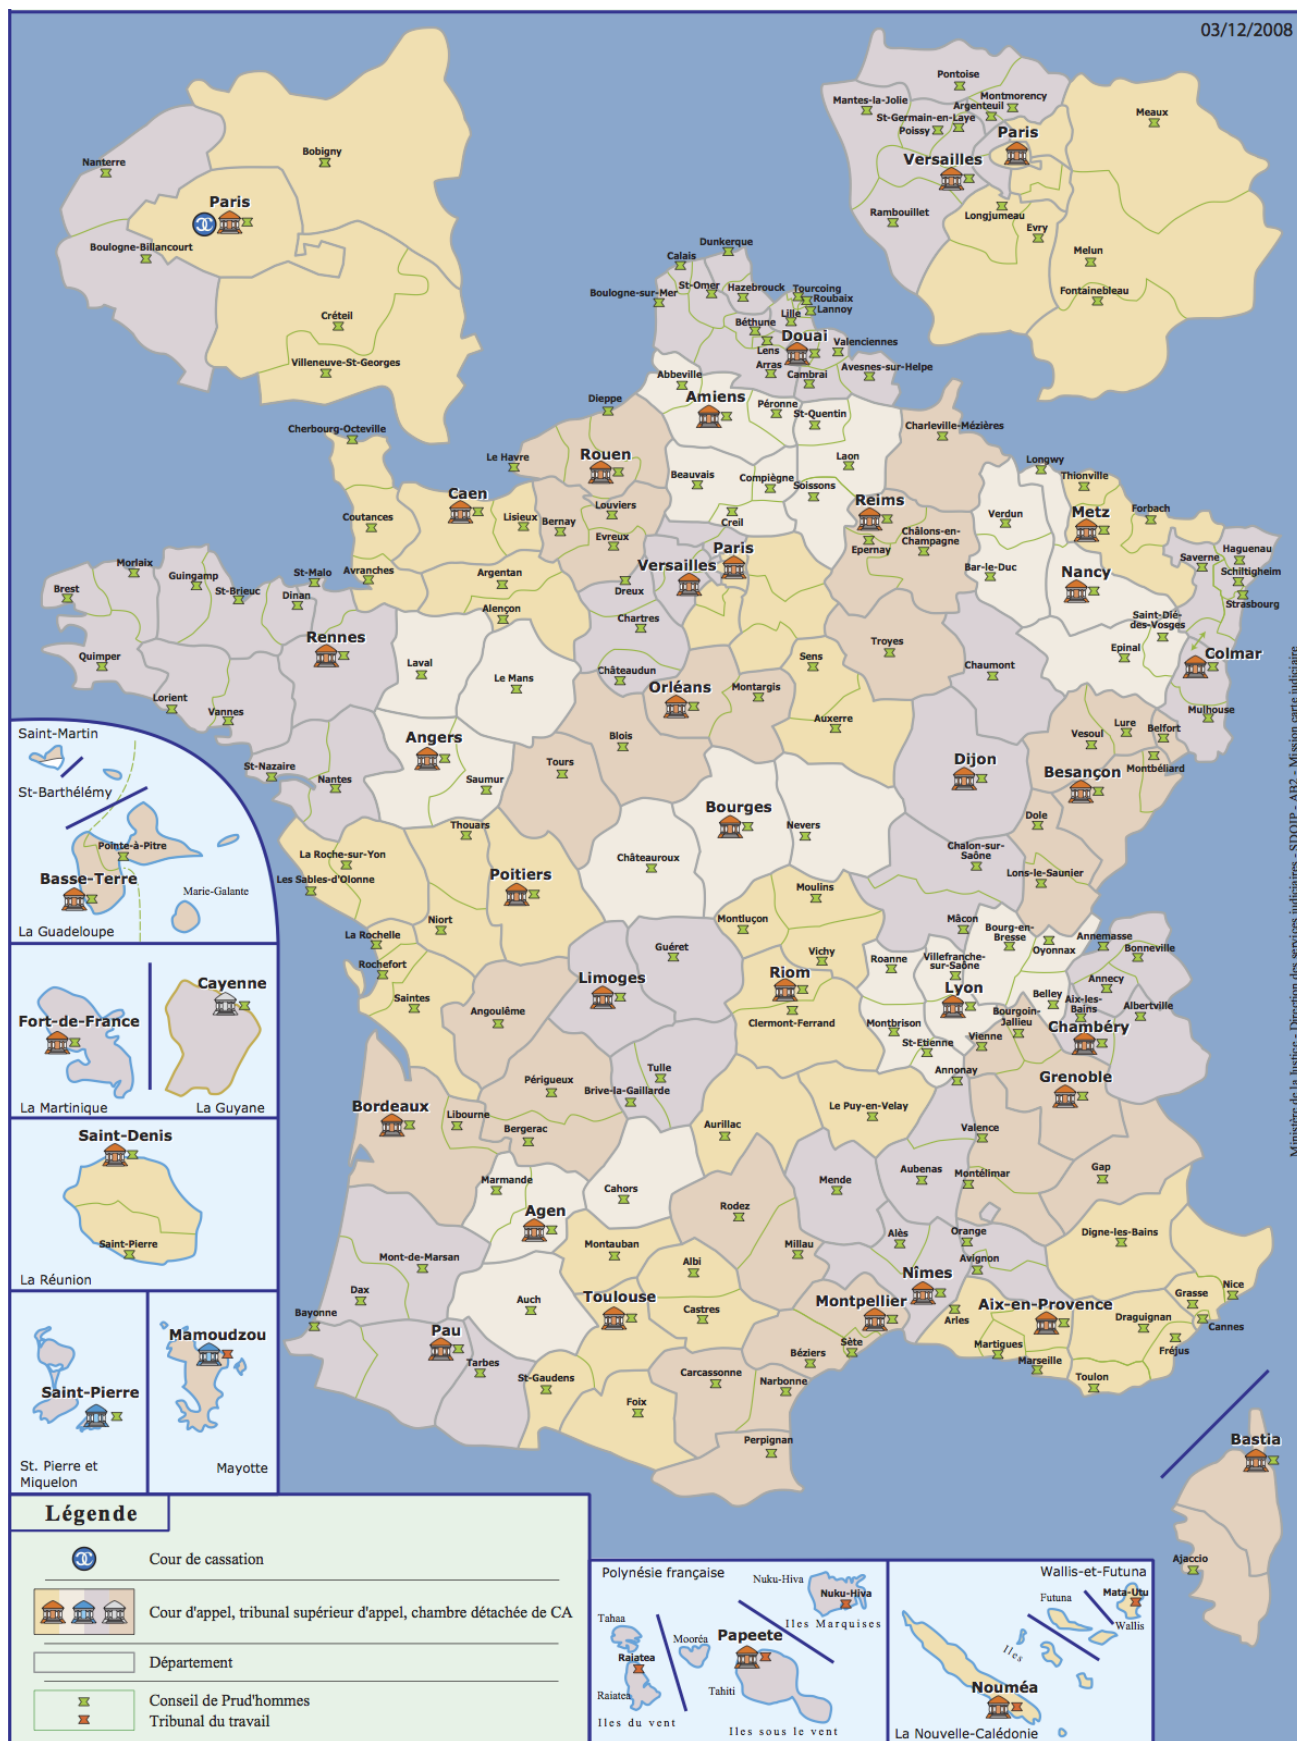 03/12/2008
Pontoise
Mantes-la-Jolie
Montmorency
Argenteuil
St-Germain-en-Laye
Poissy
Paris
Versailles
Meaux
Rambouillet
Longjumeau
Evry
Melun
Fontainebleau
Nanterre
Bobigny
Paris
Boulogne-Billancourt
Créteil
Villeneuve-St-Georges
Dunkerque
Calais
St-Omer
Hazebrouck
Tourcoing
Roubaix
Lannoy
Boulogne-sur-Mer
Lille
Béthune
Douai
Valenciennes
Lens
Arras
Cambrai
Avesnes-sur-Helpe
Abbeville
Amiens
Péronne
St-Quentin
Dieppe
Charleville-Mézières
Cherbourg-Octeville
Le Havre
Rouen
Beauvais
Compiègne
Laon
Soissons
Longwy
Thionville
Caen
Lisieux
Bernay
Louviers
Creil
Reims
Verdun
Metz
Forbach
Coutances
Evreux
Epernay
Châlons-en-
Champagne
Paris
Versailles
Bar-le-Duc
Nancy
Saverne
Haguenau
Schiltigheim
Strasbourg
Morlaix
Guingamp
St-Malo
Avranches
Argentan
Dreux
Brest
St-Brieuc
Dinan
Alençon
Chartres
Saint-Dié-
des-Vosges
Rennes
Troyes
Epinal
Colmar
Quimper
Laval
Le Mans
Châteaudun
Sens
Chaumont
Orléans
Montargis
Lorient
Vannes
Auxerre
Mulhouse
Lure
Belfort
Vesoul
Montbéliard
Angers
Blois
Tours
St-Nazaire
Nantes
Saumur
Dijon
Besançon
Bourges
Nevers
Dole
Thouars
La Roche-sur-Yon
Châteauroux
Chalon-sur-
Saône
Lons-le-Saunier
Les Sables-d'Olonne
Poitiers
Moulins
Niort
Montluçon
Mâcon
Bourg-en-
Bresse
Oyonnax
Annemasse
Bonneville
La Rochelle
Guéret
Vichy
Roanne
Villefranche-
sur-Saône
Rochefort
Limoges
Riom
Lyon
Belley
Annecy
Aix-les-
Bains
Albertville
Saintes
Angoulême
Clermont-Ferrand
Montbrison
Bourgoin-
Jallieu
Chambéry
St-Etienne
Vienne
Annonay
Tulle
Périgueux
Brive-la-Gaillarde
Grenoble
Bordeaux
Libourne
Bergerac
Aurillac
Le Puy-en-Velay
Valence
Marmande
Cahors
Mende
Aubenas
Montélimar
Gap
Agen
Rodez
Mont-de-Marsan
Montauban
Albi
Millau
Alès
Orange
Avignon
Digne-les-Bains
Dax
Auch
Toulouse
Castres
Nîmes
Montpellier
Aix-en-Provence
Arles
Nice
Grasse
Cannes
Draguignan
Fréjus
Bayonne
Pau
Tarbes
St-Gaudens
Foix
Carcassonne
Béziers
Sète
Narbonne
Martigues
Marseille
Toulon
Perpignan
Bastia
Ajaccio
Ministère de la Justice - Direction des services judiciaires - SDOJP - AB2 - Mission carte judiciaire
Saint-Martin
St-Barthélémy
Pointe-à-Pitre
Basse-Terre
Marie-Galante
La Guadeloupe
Fort-de-France
La Martinique
Cayenne
La Guyane
Saint-Denis
Saint-Pierre
La Réunion
Saint-Pierre
St. Pierre et
Miquelon
Mamoudzou
Mayotte
Légende
Cour de cassation
Cour d'appel, tribunal supérieur d'appel, chambre détachée de CA
Département
Conseil de Prud'hommes
Tribunal du travail
Polynésie française
Nuku-Hiva
Nuku-Hiva
Iles Marquises
Tahaa
Raiatea
Raiatea
Iles du vent
Mooréa
Papeete
Tahiti
Iles sous le vent
Wallis-et-Futuna
Futuna
Mata-Utu
Wallis
Iles
Nouméa
La Nouvelle-Calédonie